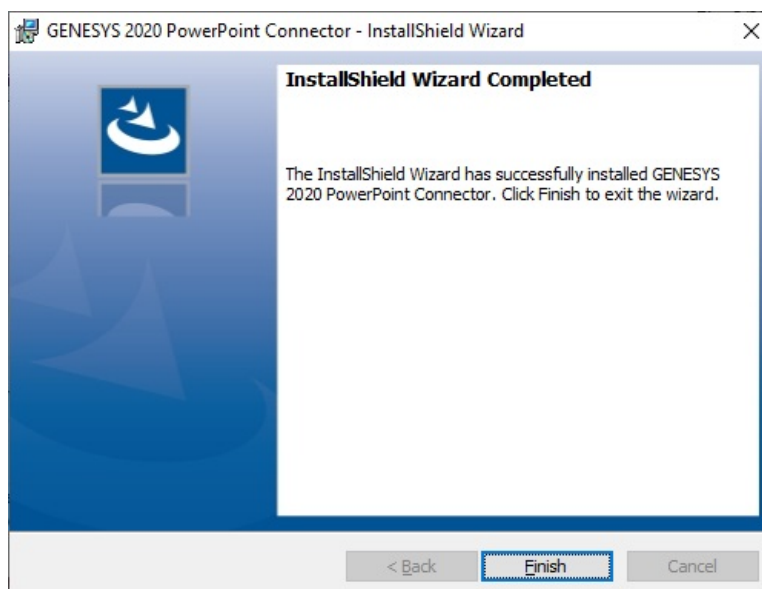 GENESYS 2020 PowerPoint Connector - InstallShield Wizard
InstallShield Wizard Completed
The InstallShield Wizard has successfully installed GENESYS
2020 PowerPoint Connector. Click Finish to exit the wizard.
< Back
Finish
Cancel